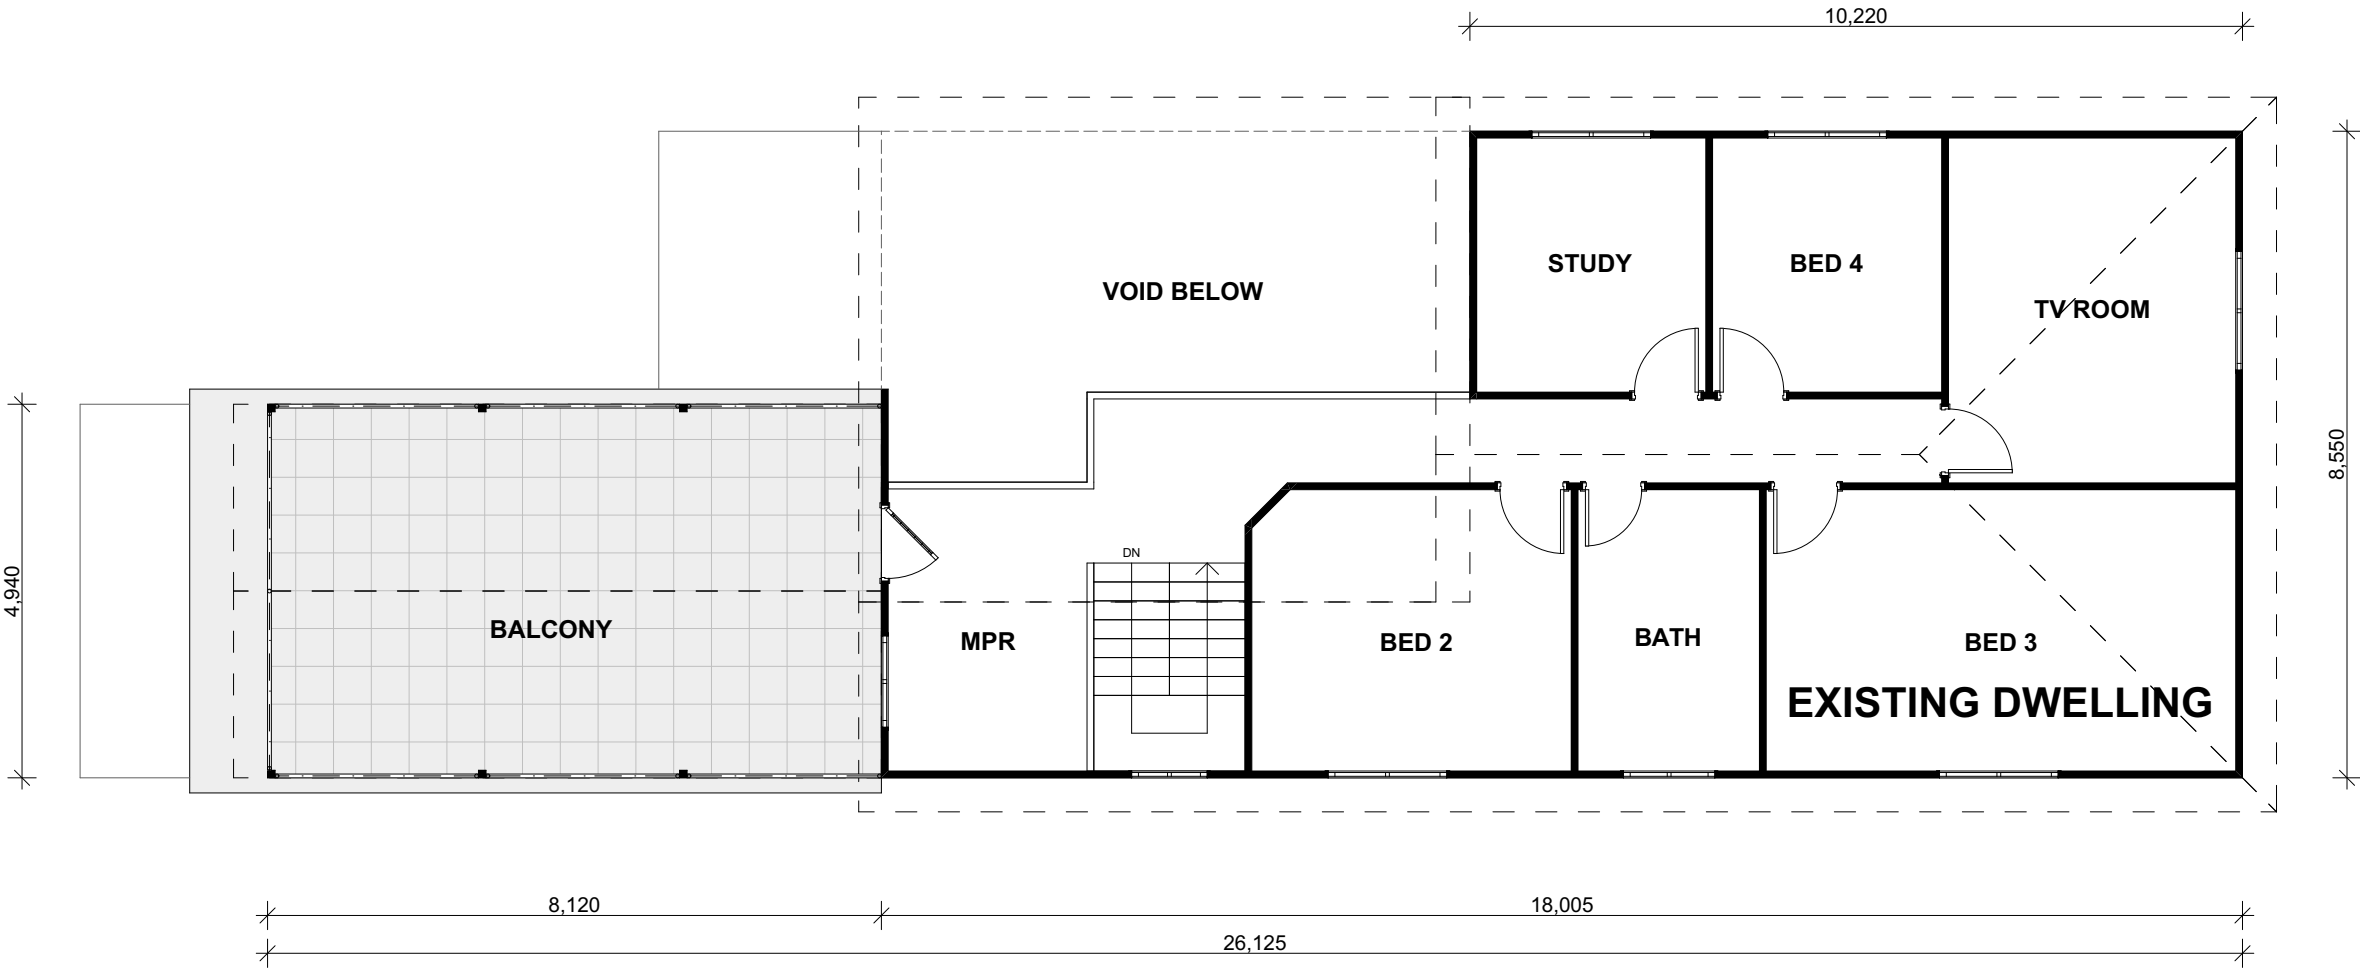 10,220
STUDY
BED 4
VOID BELOW
TV ROOM
8,550
DN
4,940
BALCONY
MPR
BED 2
BATH
BED 3
EXISTING DWELLING
8,120
18,005
26,125